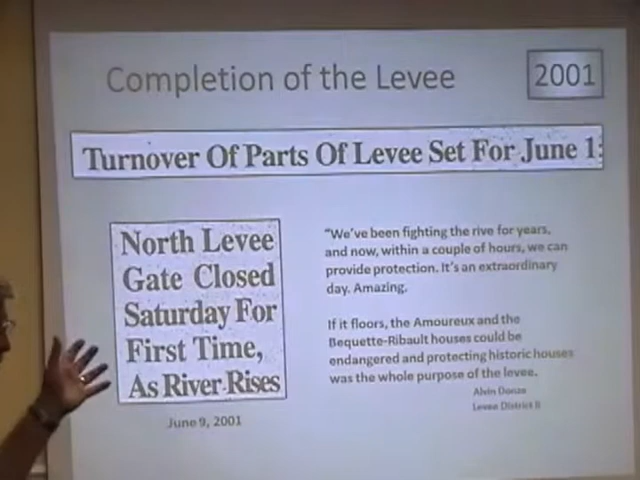 Completion of the Levee
2001
Turnover Of Parts Of Levee Set For June 1
North Levee
Gate Closed
Saturday For
First Time,
As River Rises
June 9, 2001
“We’ve been fighting the rive for years,
and now, within a couple of hours, we can
provide protection. It’s an extraordinary
day. Amazing.
If it floors, the Amoureux and the
Bequette-Ribault houses could be
endangered and protecting historic houses
was the whole purpose of the levee.
Alvin Donze
Levee District II